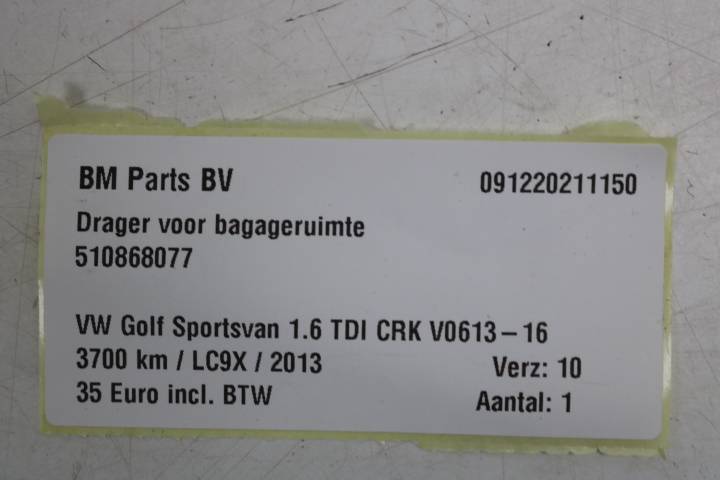 BM Parts BV 091220211150
Drager voor bagageruimte
510868077
VW Golf Sportsvan 1.6 TDI CRK V0613-16
3700 km / LC9X / 2013 Verz: 10
35 Euro incl. BTW Aantal: 1